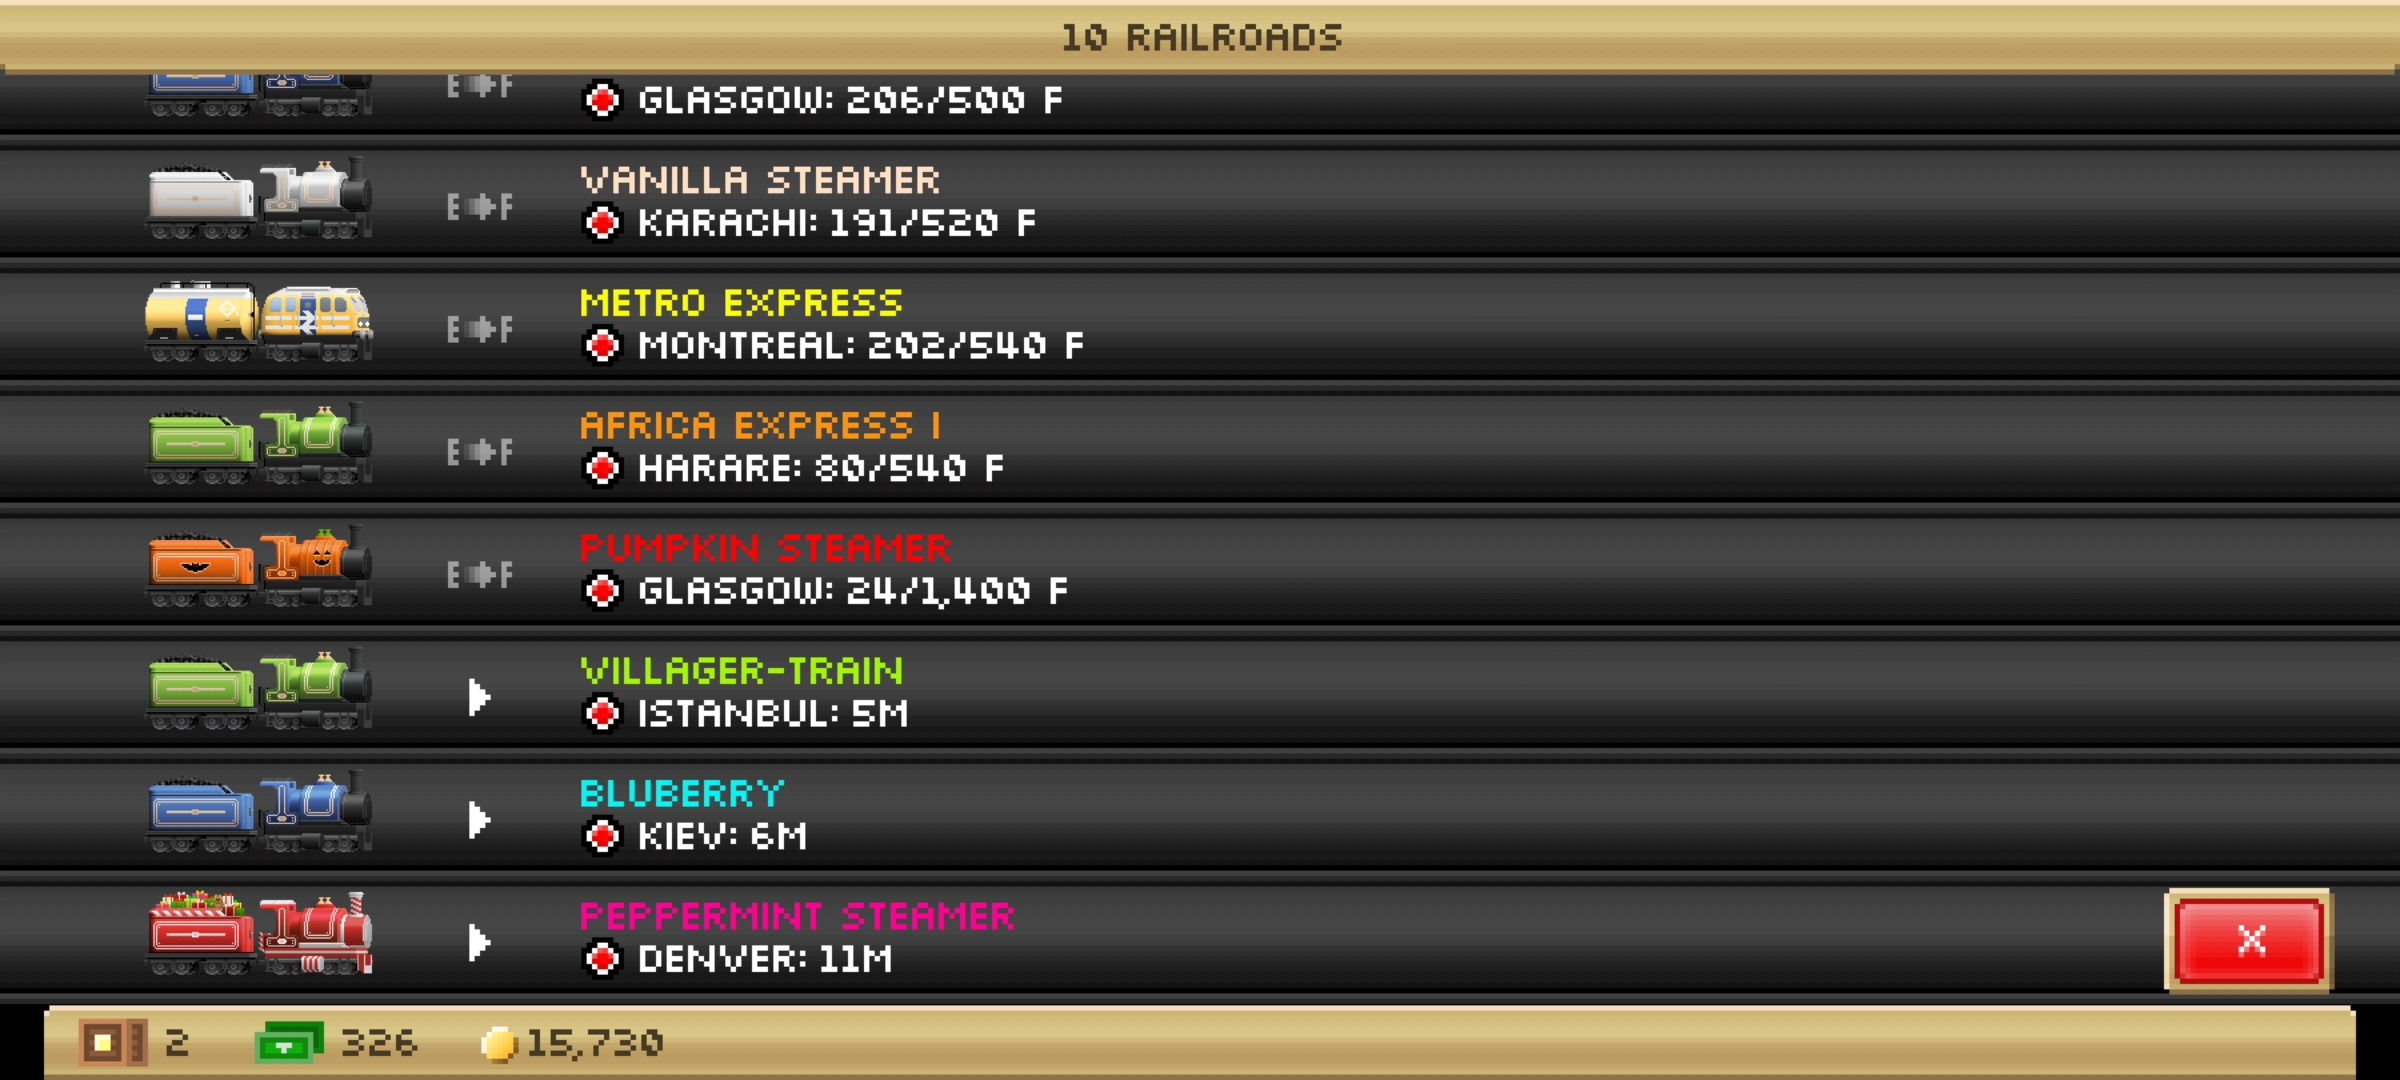 10 RAILROADS
E F
GLASGOW: 206/500 F
VANILLA STEAMER
E F
KARACHI: 191/520 F
METRO EXPRESS
E F
MONTREAL: 202/540 F
AFRICA EXPRESS I
E F
HARARE: 80/540 F
PUMPKIN STEAMER
E F
GLASGOW: 24/1,400 F
VILLAGER-TRAIN
ISTANBUL: 5M
BLUBERRY
KIEV: 6M
PEPPERMINT STEAMER
DENVER: 11M
X
2 326 15,730